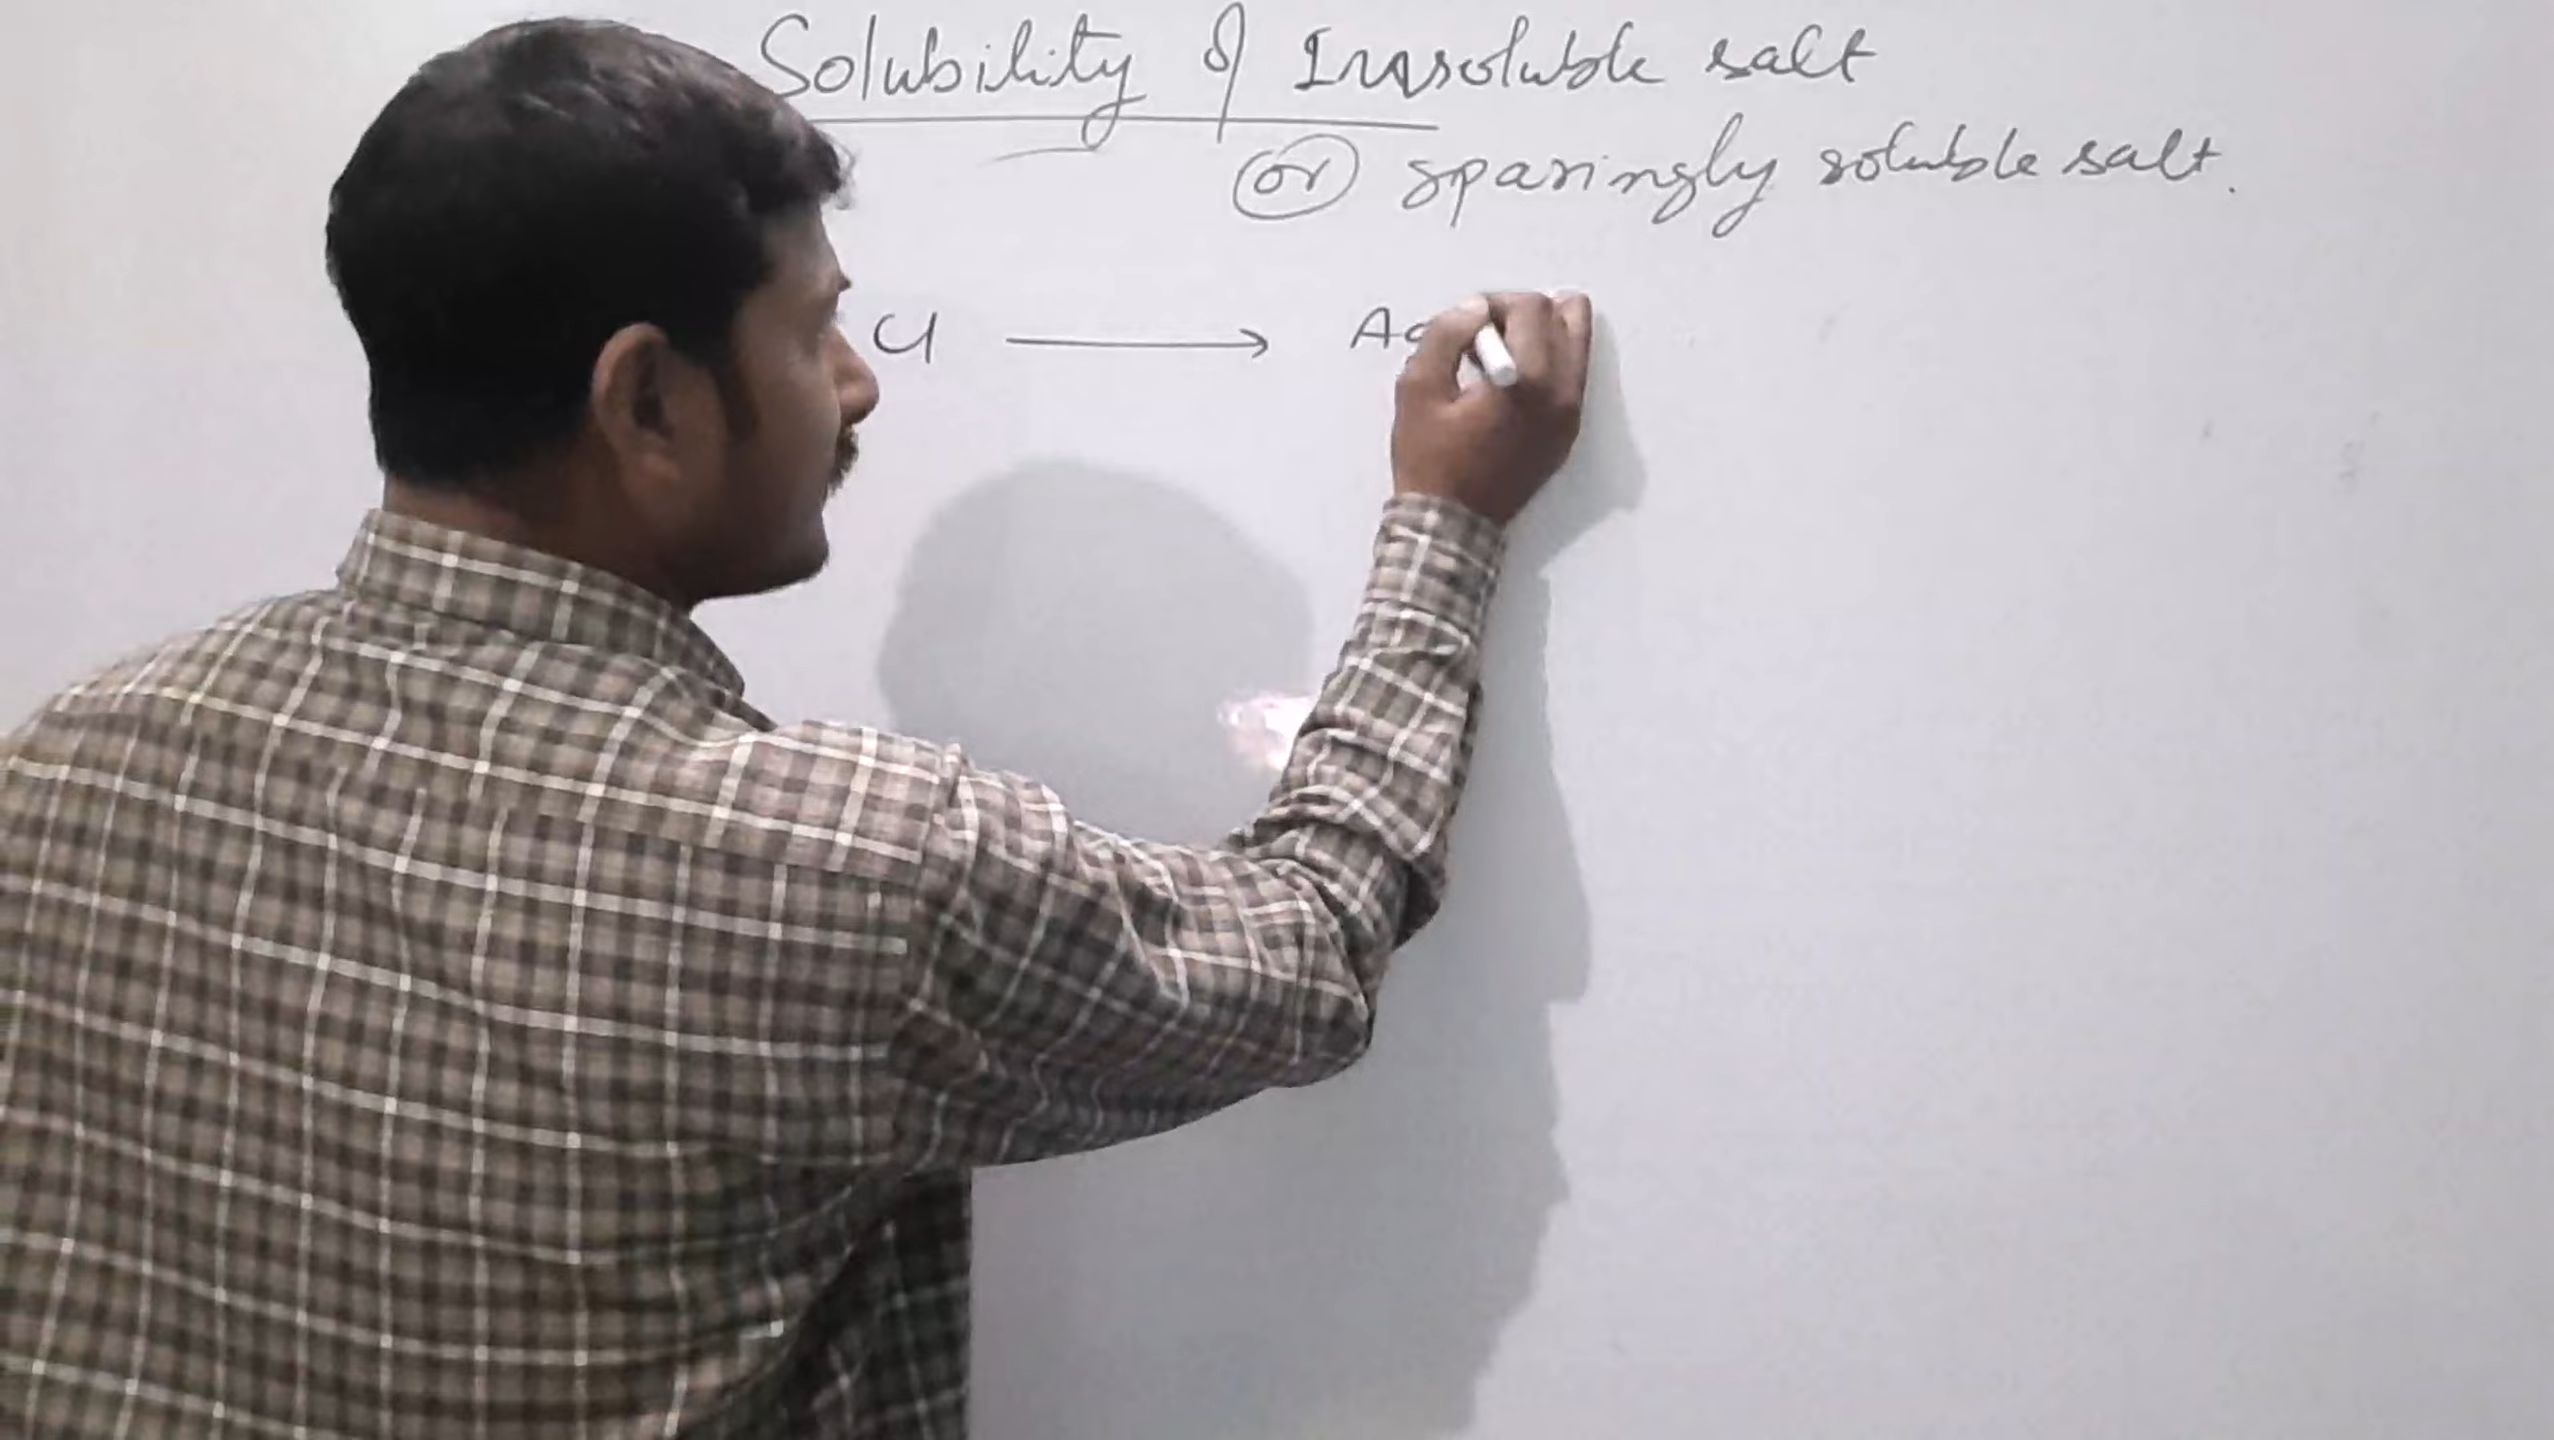 Solubility of Insoluble salt
(or) sparingly soluble salt.
Cl ⟶ Ag